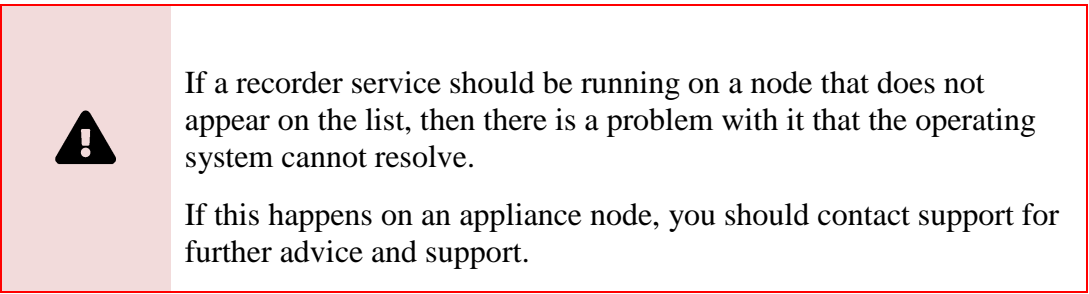 If a recorder service should be running on a node that does not
appear on the list, then there is a problem with it that the operating
system cannot resolve.
If this happens on an appliance node, you should contact support for
further advice and support.